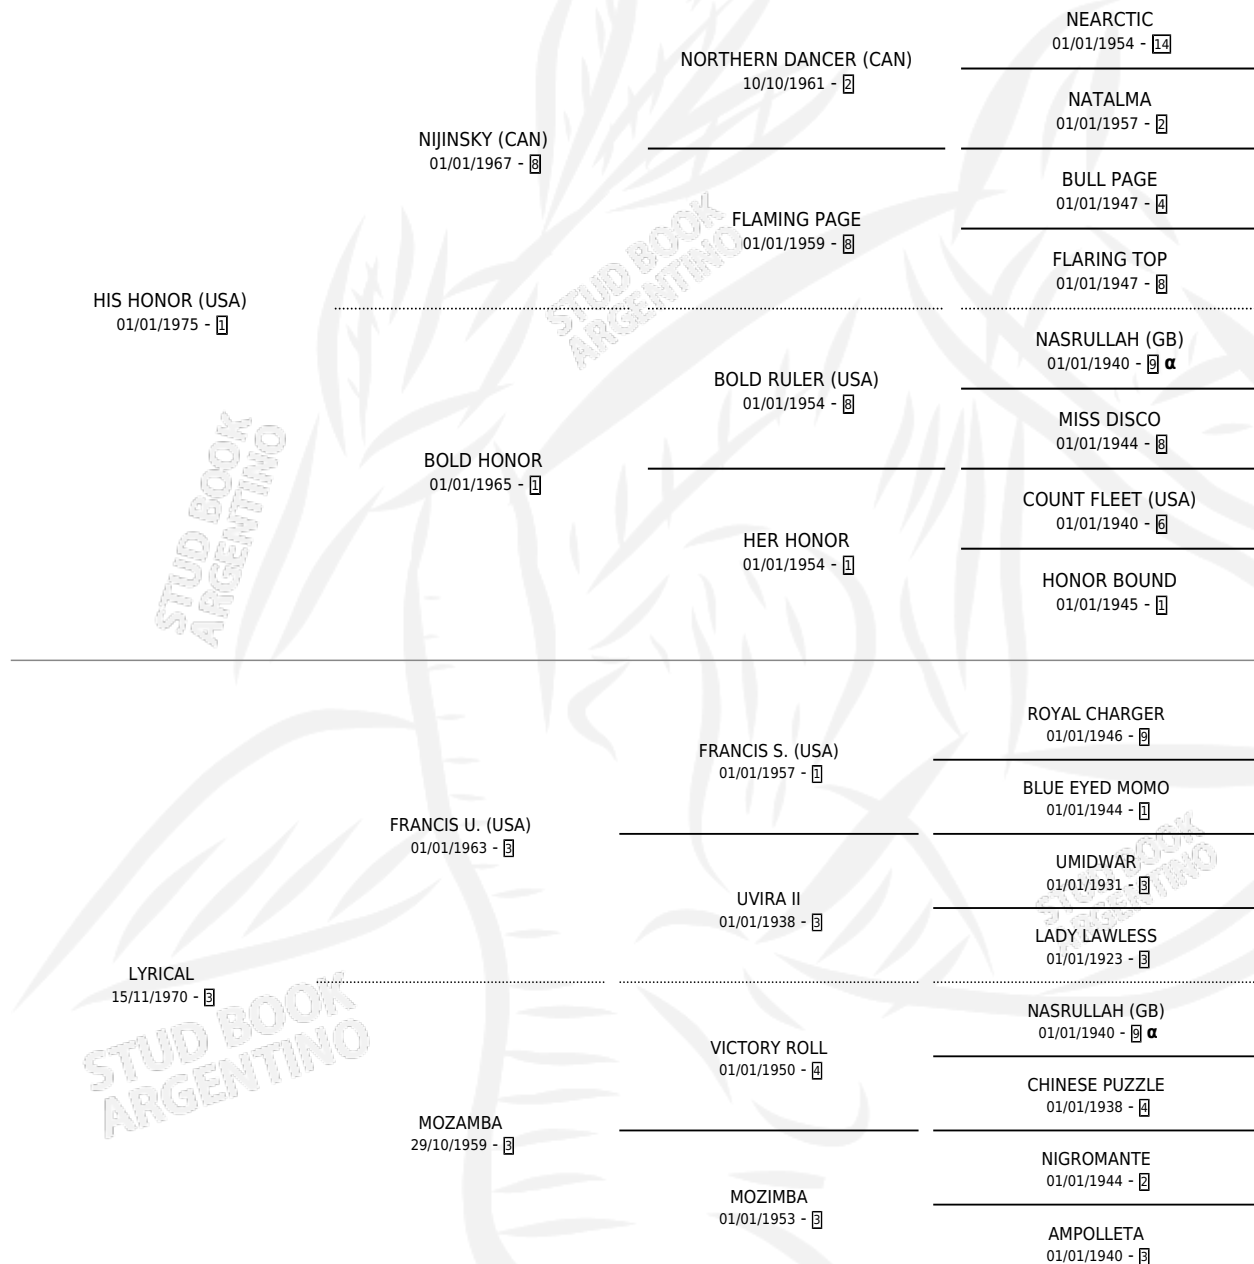 NEARCTIC
01/01/1954 - 14
NORTHERN DANCER (CAN)
10/10/1961 - 2
NATALMA
01/01/1957 - 2
NIJINSKY (CAN)
01/01/1967 - 8
BULL PAGE
01/01/1947 - 4
FLAMING PAGE
01/01/1959 - 8
FLARING TOP
01/01/1947 - 8
HIS HONOR (USA)
01/01/1975 - 1
NASRULLAH (GB)
01/01/1940 - 9 α
BOLD RULER (USA)
01/01/1954 - 8
MISS DISCO
01/01/1944 - 8
BOLD HONOR
01/01/1965 - 1
COUNT FLEET (USA)
01/01/1940 - 6
HER HONOR
01/01/1954 - 1
HONOR BOUND
01/01/1945 - 1
ROYAL CHARGER
01/01/1946 - 9
FRANCIS S. (USA)
01/01/1957 - 1
BLUE EYED MOMO
01/01/1944 - 1
FRANCIS U. (USA)
01/01/1963 - 3
UMIDWAR
01/01/1931 - 3
UVIRA II
01/01/1938 - 3
LADY LAWLESS
01/01/1923 - 3
LYRICAL
15/11/1970 - 3
NASRULLAH (GB)
01/01/1940 - 9 α
VICTORY ROLL
01/01/1950 - 4
CHINESE PUZZLE
01/01/1938 - 4
MOZAMBA
29/10/1959 - 3
NIGROMANTE
01/01/1944 - 2
MOZIMBA
01/01/1953 - 3
AMPOLLETA
01/01/1940 - 3
STUD BOOK
ARGENTINO
STUD BOOK
ARGENTINO
STUD BOOK
ARGENTINO
STUD BOOK
ARGENTINO